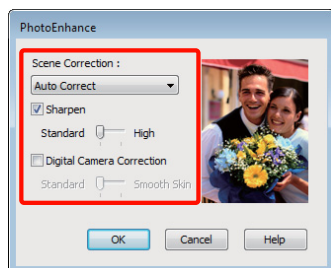 PhotoEnhance
Scene Correction :
Auto Correct
Sharpen
Standard High
Digital Camera Correction
Standard Smooth Skin
OK Cancel Help